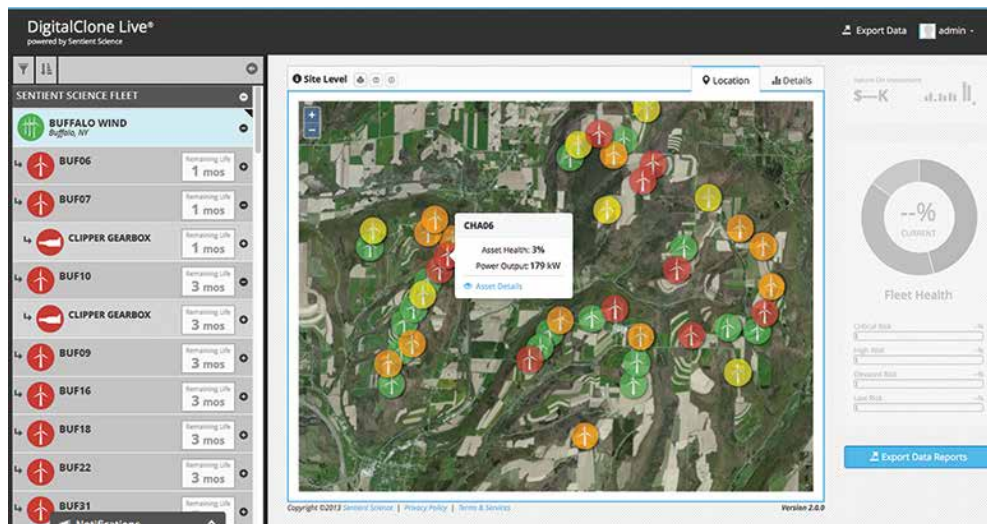 DigitalClone Live®
powered by Sentient Science
Export Data
admin
SENTIENT SCIENCE FLEET
BUFFALO WIND
Buffalo, NY
BUF06
Remaining Life
1 mos
BUF07
Remaining Life
1 mos
CLIPPER GEARBOX
Remaining Life
1 mos
BUF10
Remaining Life
3 mos
CLIPPER GEARBOX
Remaining Life
3 mos
BUF09
Remaining Life
3 mos
BUF16
Remaining Life
3 mos
BUF18
Remaining Life
3 mos
BUF22
Remaining Life
3 mos
BUF31
Remaining Life
Notifications
Site Level
Location
Details
CHA06
Asset Health: 3%
Power Output: 179 kW
Asset Details
Copyright ©2013 Sentient Science | Privacy Policy | Terms & Services
Version 2.0.0
$---K
--%
CURRENT
Fleet Health
Critical Risk
--%
High Risk
--%
Elevated Risk
--%
Low Risk
--%
Export Data Reports